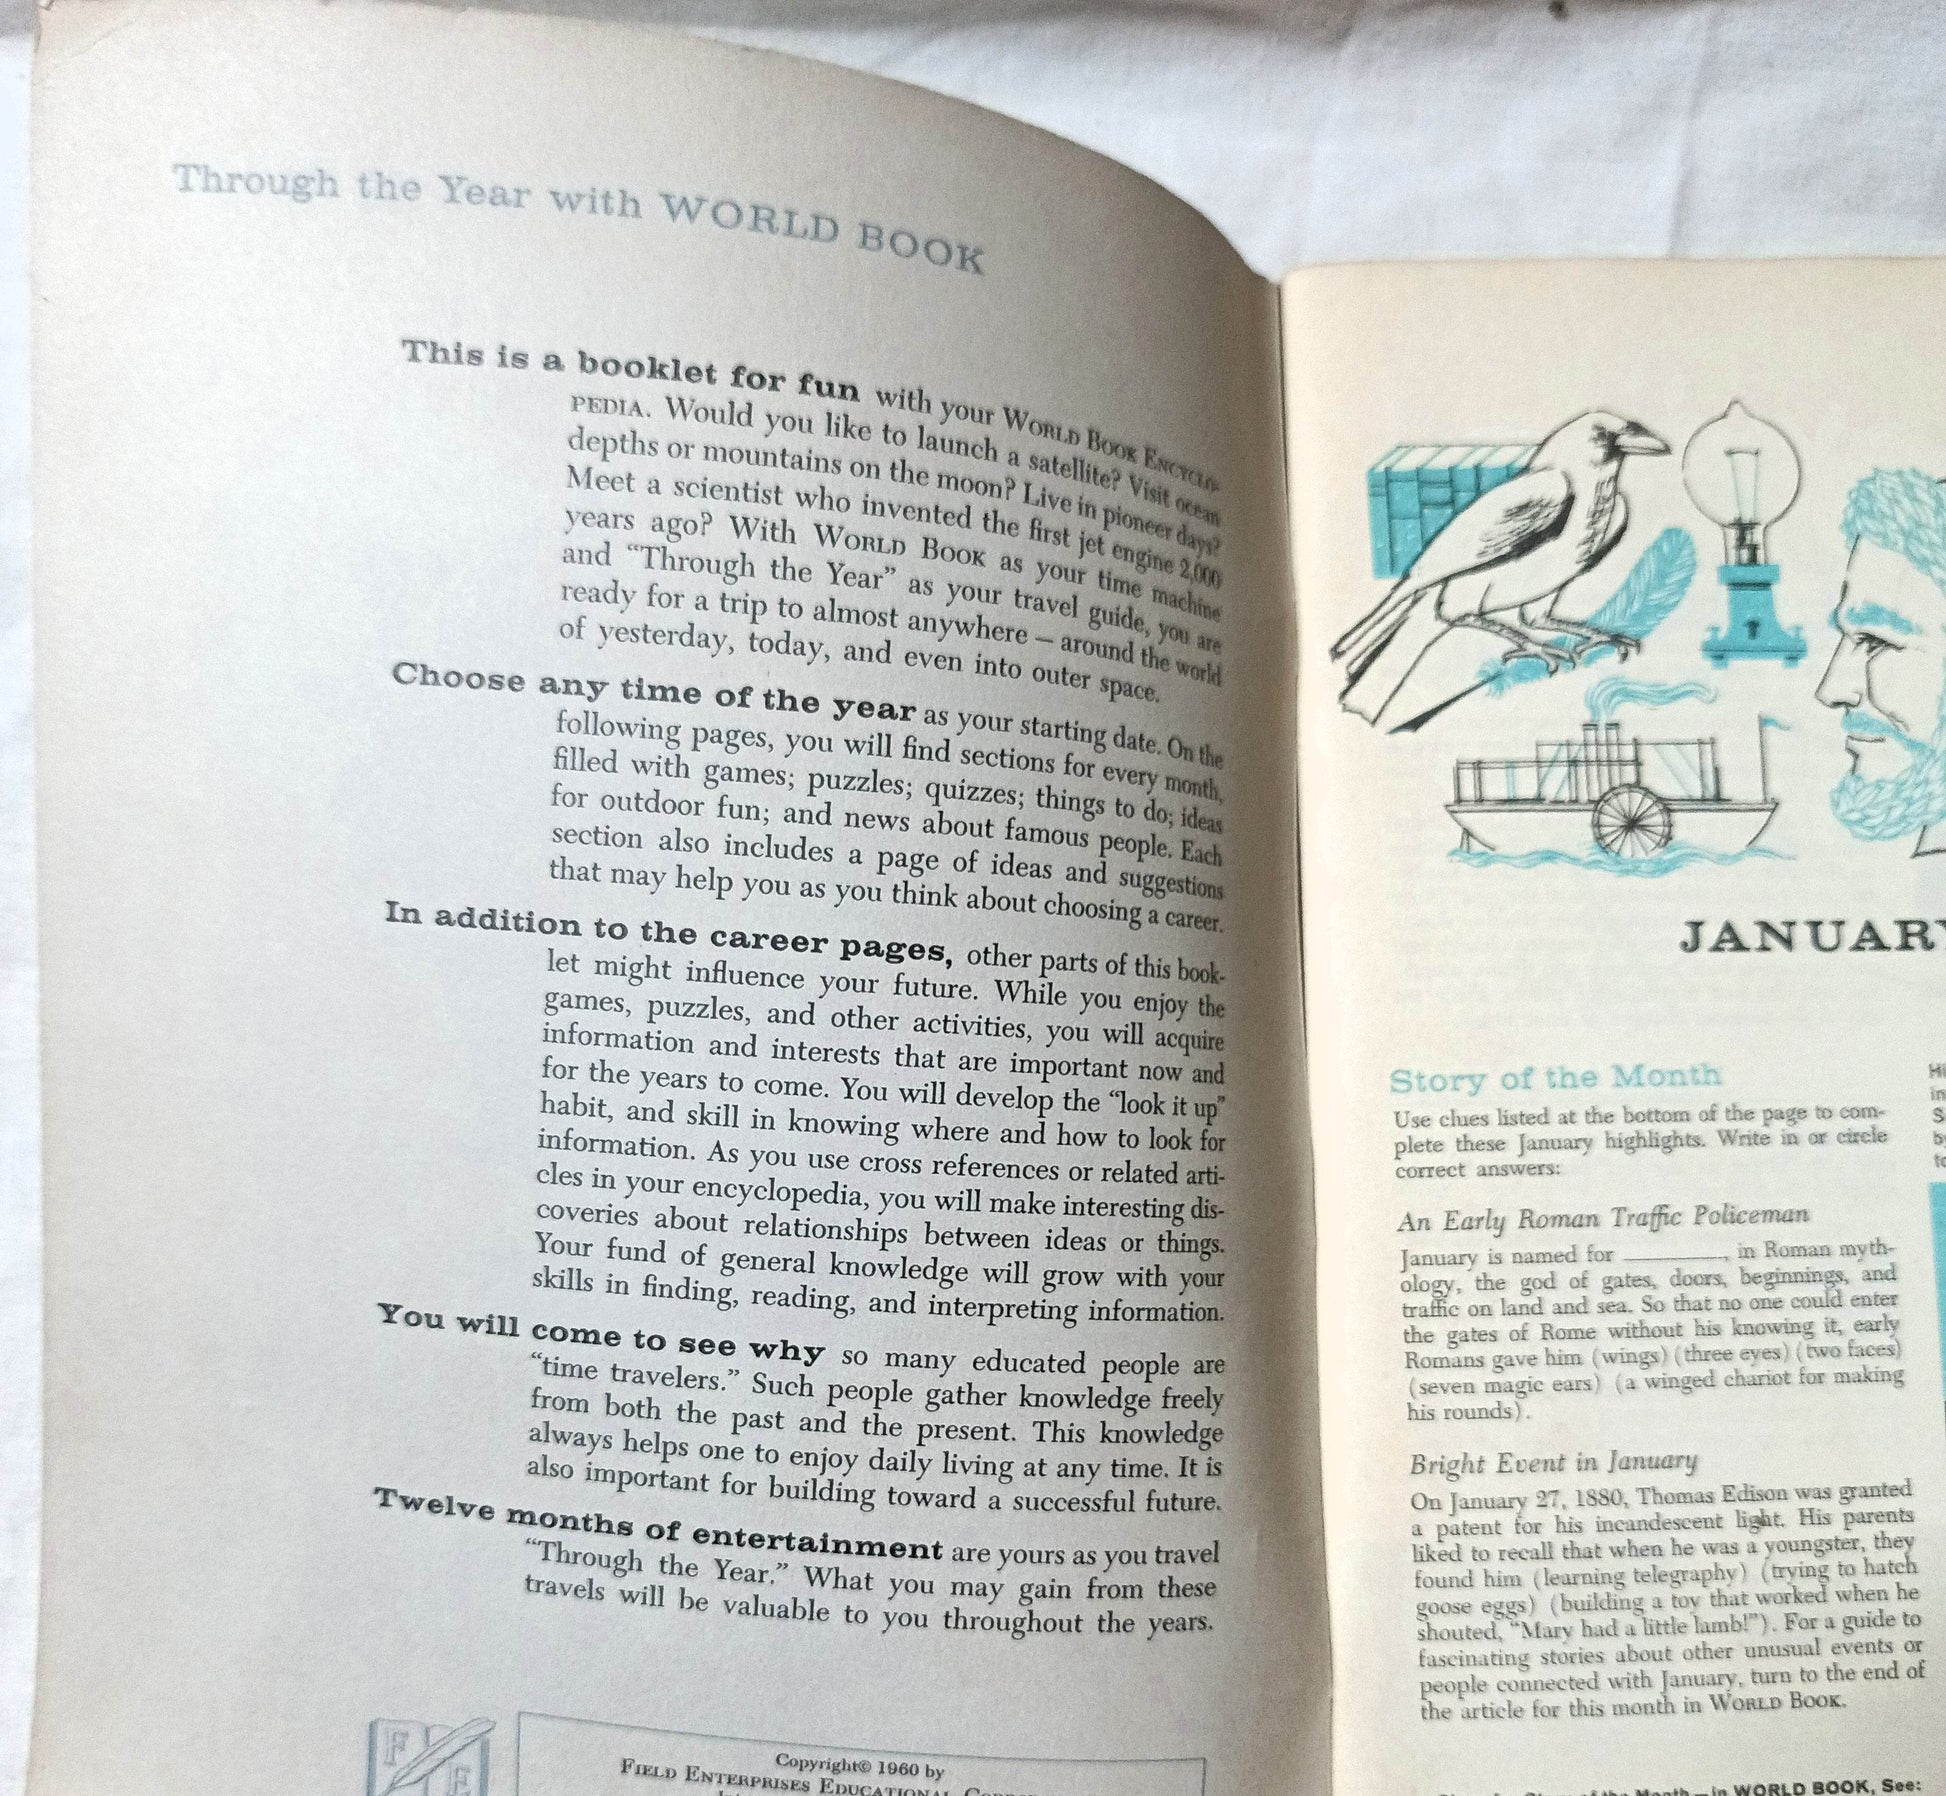 Through the Year with WORLD BOOK
This is a booklet for fun with your WORLD BOOK ENCYCLO-
PEDIA. Would you like to launch a satellite? Visit ocean
depths or mountains on the moon? Live in pioneer days?
Meet a scientist who invented the first jet engine 2,000
years ago? With WORLD BOOK as your time machine
and “Through the Year” as your travel guide, you are
ready for a trip to almost anywhere – around the world
of yesterday, today, and even into outer space.
Choose any time of the year as your starting date. On the
following pages, you will find sections for every month,
filled with games; puzzles; quizzes; things to do; ideas
for outdoor fun; and news about famous people. Each
section also includes a page of ideas and suggestions
that may help you as you think about choosing a career.
In addition to the career pages, other parts of this book-
let might influence your future. While you enjoy the
games, puzzles, and other activities, you will acquire
information and interests that are important now and
for the years to come. You will develop the “look it up”
habit, and skill in knowing where and how to look for
information. As you use cross references or related arti-
cles in your encyclopedia, you will make interesting dis-
coveries about relationships between ideas or things.
Your fund of general knowledge will grow with your
skills in finding, reading, and interpreting information.
You will come to see why so many educated people are
“time travelers.” Such people gather knowledge freely
from both the past and the present. This knowledge
always helps one to enjoy daily living at any time. It is
also important for building toward a successful future.
Twelve months of entertainment are yours as you travel
“Through the Year.” What you may gain from these
travels will be valuable to you throughout the years.
F E
Copyright© 1960 by
FIELD ENTERPRISES EDUCATIONAL
JANUARY
Story of the Month
Use clues listed at the bottom of the page to com-
plete these January highlights. Write in or circle
correct answers:
An Early Roman Traffic Policeman
January is named for ________, in Roman myth-
ology, the god of gates, doors, beginnings, and
traffic on land and sea. So that no one could enter
the gates of Rome without his knowing it, early
Romans gave him (wings) (three eyes) (two faces)
(seven magic ears) (a winged chariot for making
his rounds).
Bright Event in January
On January 27, 1880, Thomas Edison was granted
a patent for his incandescent light. His parents
liked to recall that when he was a youngster, they
found him (learning telegraphy) (trying to hatch
goose eggs) (building a toy that worked when he
shouted, “Mary had a little lamb!”). For a guide to
fascinating stories about other unusual events or
people connected with January, turn to the end of
the article for this month in WORLD BOOK.
of the Month—in WORLD BOOK, See: